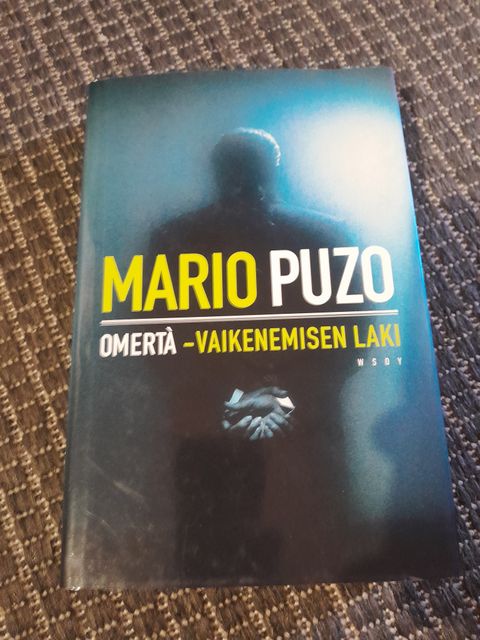 MARIO PUZO
OMERTÀ -VAIKENEMISEN LAKI
WSOY